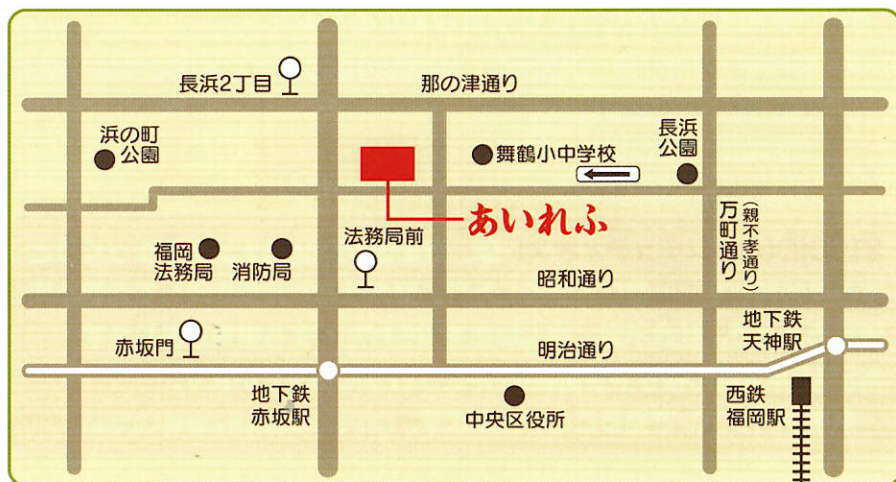 長浜2丁目
那の津通り
浜の町
公園
舞鶴小中学校
長浜
公園
あいれふ
福岡
法務局
消防局
法務局前
昭和通り
万町通り
(親不孝通り)
赤坂門
明治通り
地下鉄
天神駅
地下鉄
赤坂駅
中央区役所
西鉄
福岡駅